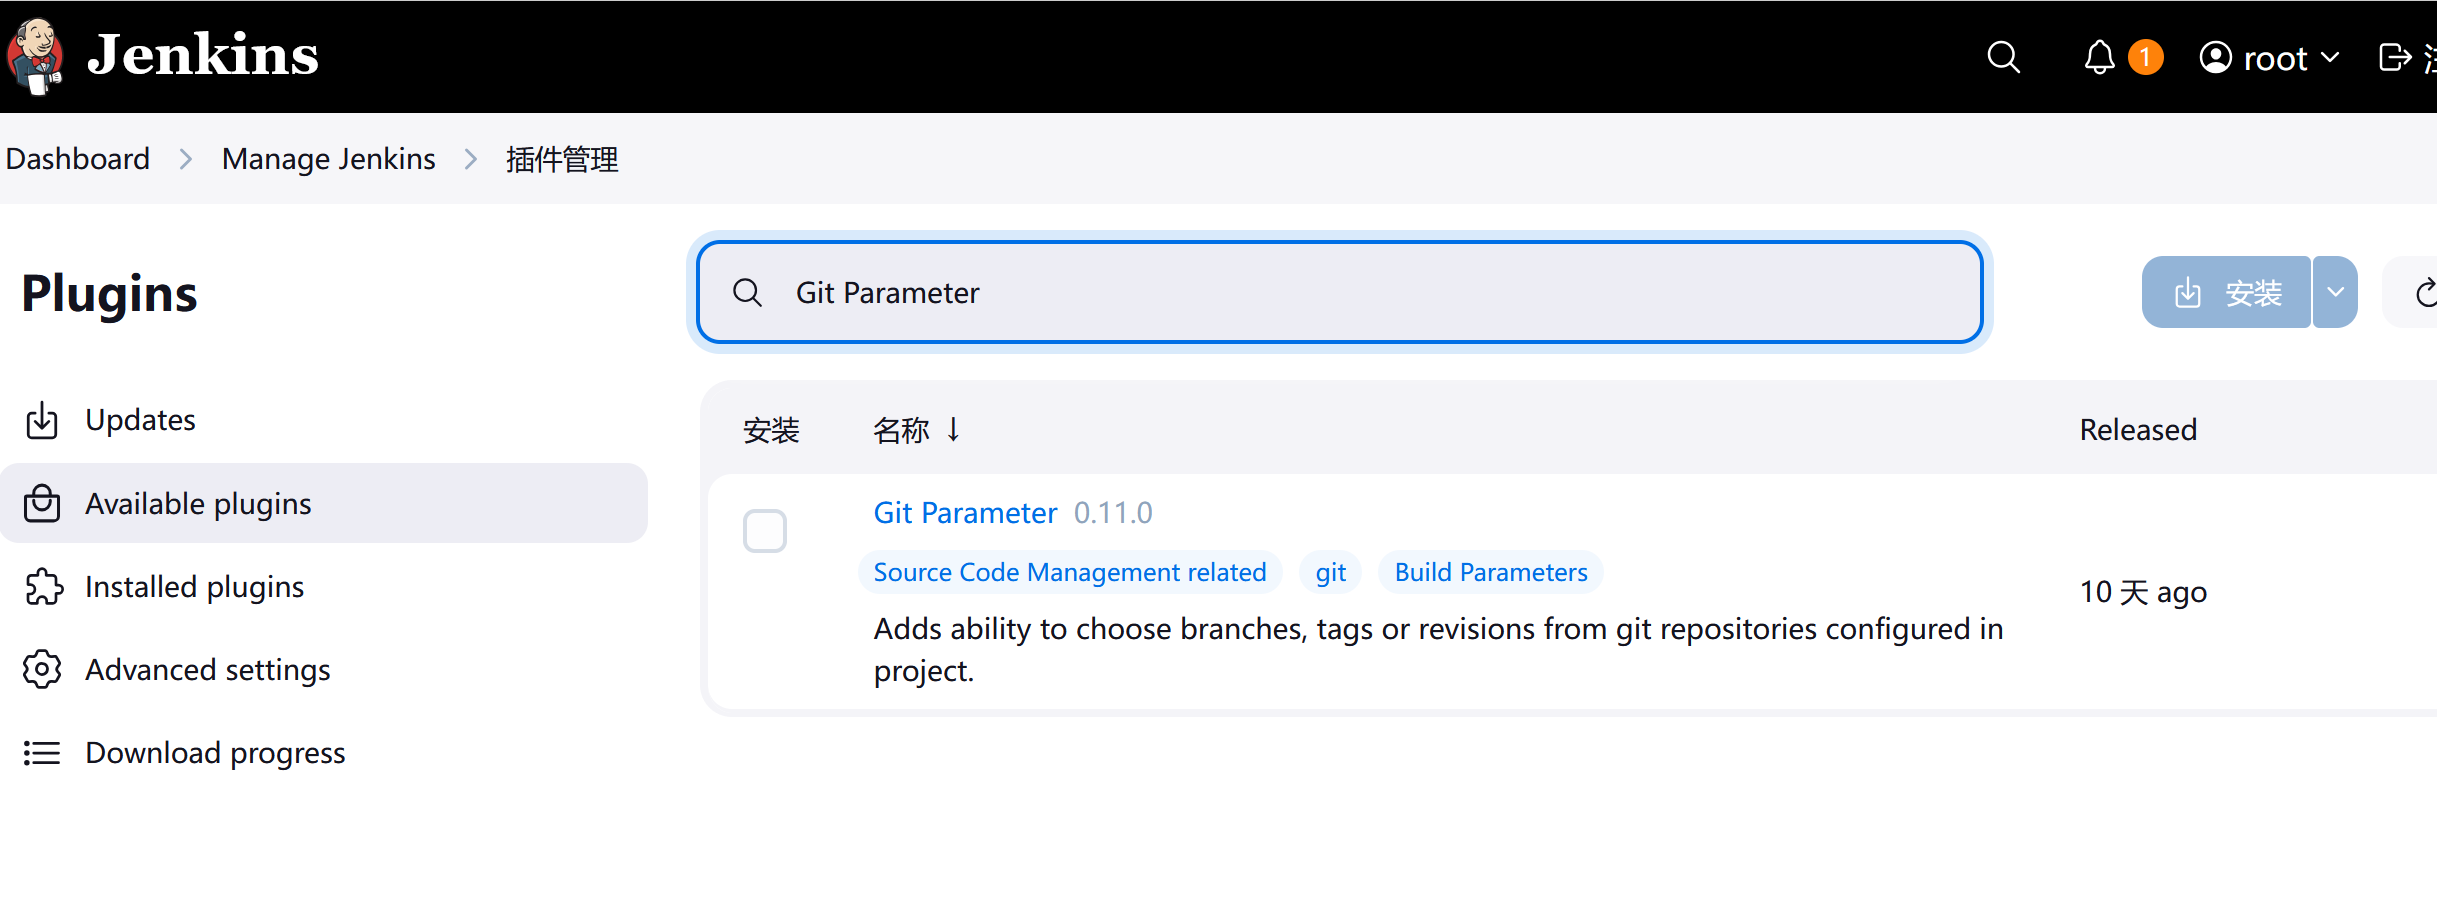 Jenkins
1
root
Dashboard
Manage Jenkins
插件管理
Plugins
Git Parameter
安装
Updates
Available plugins
Installed plugins
Advanced settings
Download progress
安装
名称 ↓
Released
Git Parameter 0.11.0
Source Code Management related
git
Build Parameters
Adds ability to choose branches, tags or revisions from git repositories configured in
project.
10 天 ago